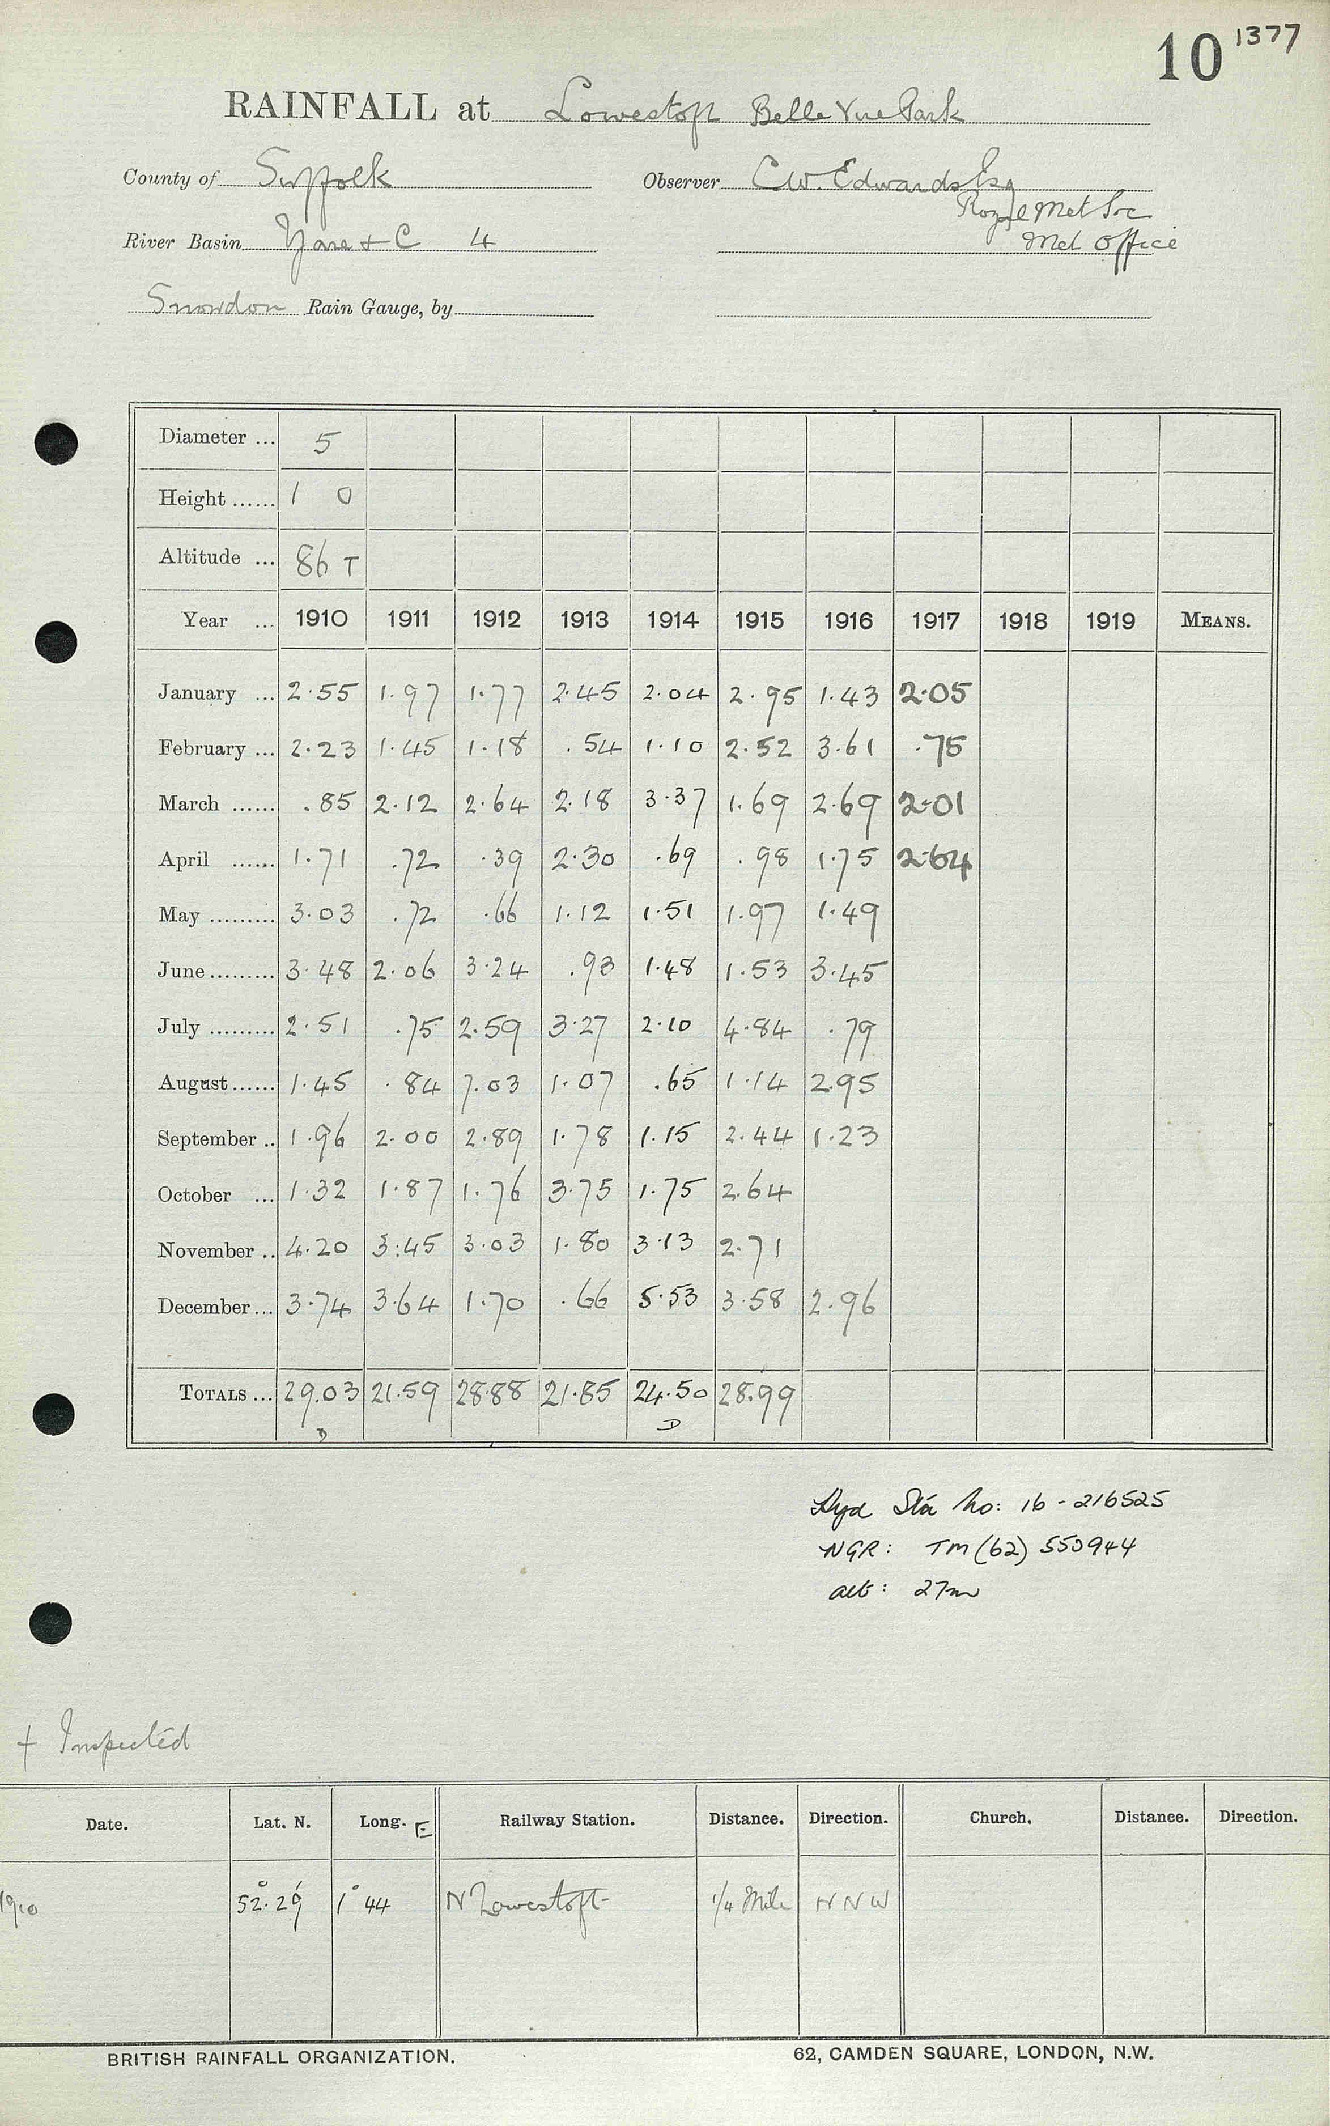 10 1377
RAINFALL at Lowestoft Belle Vue Park
County of Suffolk Observer C.W. Edwards Esq
Royal Met Soc
River Basin Yare + C 4 Met Office
Snowdon Rain Gauge, by
Diameter ... 5
Height ...... 1 0
Altitude ... 86 T
Year ... 1910 1911 1912 1913 1914 1915 1916 1917 1918 1919 MEANS.
January ... 2.55 1.97 1.77 2.45 2.04 2.95 1.43 2.05
February ... 2.23 1.45 1.18 .54 1.10 2.52 3.61 .75
March ...... .85 2.12 2.64 2.18 3.37 1.69 2.69 2.01
April ...... 1.71 .72 .39 2.30 .69 .98 1.75 2.64
May ......... 3.03 .72 .66 1.12 1.51 1.97 1.49
June ......... 3.48 2.06 3.24 .93 1.48 1.53 3.45
July ......... 2.51 .75 2.59 3.27 2.10 4.84 .79
August ...... 1.45 .84 7.03 1.07 .65 1.14 2.95
September .. 1.96 2.00 2.89 1.78 1.15 2.44 1.23
October ... 1.32 1.87 1.76 3.75 1.75 2.64
November .. 4.20 3.45 3.03 1.80 3.13 2.71
December ... 3.74 3.64 1.70 .66 5.53 3.58 2.96
TOTALS ... 29.03 21.59 28.88 21.85 24.50 28.99
D D
Hyd Sta No: 16 - 216525
NGR: TM (62) 553944
alt: 27m
+ Inspected
Date. Lat. N. Long. E Railway Station. Distance. Direction. Church. Distance. Direction.
1910 52° 29' 1° 44 N Lowestoft 1/4 Mile N N W
BRITISH RAINFALL ORGANIZATION. 62, CAMDEN SQUARE, LONDON, N.W.